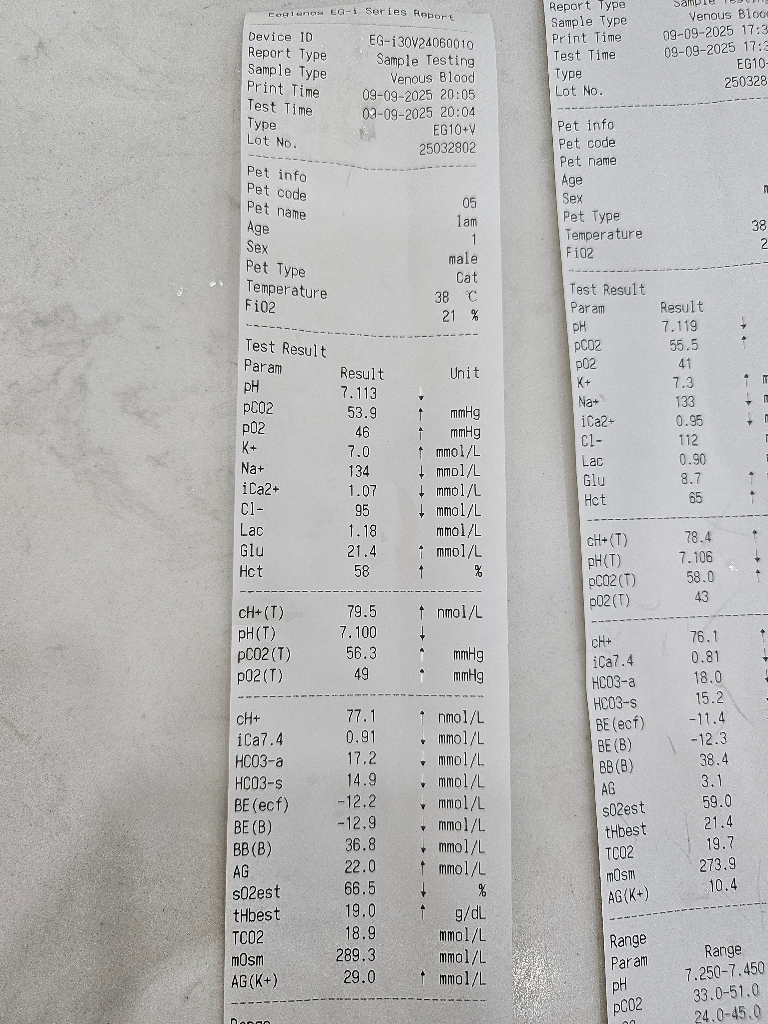 EG-i Series Report
Device ID EG-i30V24060010
Report Type Sample Testing
Sample Type Venous Blood
Print Time 09-09-2025 20:05
Test Time 09-09-2025 20:04
Type EG10+V
Lot No. 25032802
Pet info
Pet code 05
Pet name lam
Age 1
Sex male
Pet Type Cat
Temperature 38 ℃
FiO2 21 %
Test Result
Param Result Unit
pH 7.113 ↓
pCO2 53.9 ↑ mmHg
pO2 46 ↑ mmHg
K+ 7.0 ↑ mmol/L
Na+ 134 ↓ mmol/L
iCa2+ 1.07 ↓ mmol/L
Cl- 95 ↓ mmol/L
Lac 1.18 mmol/L
Glu 21.4 ↑ mmol/L
Hct 58 ↑ %
cH+(T) 79.5 ↑ nmol/L
pH(T) 7.100 ↓
pCO2(T) 56.3 ↑ mmHg
pO2(T) 49 ↑ mmHg
cH+ 77.1 ↑ nmol/L
iCa7.4 0.91 ↓ mmol/L
HCO3-a 17.2 ↓ mmol/L
HCO3-s 14.9 ↓ mmol/L
BE(ecf) -12.2 ↓ mmol/L
BE(B) -12.9 ↓ mmol/L
BB(B) 36.8 ↓ mmol/L
AG 22.0 ↑ mmol/L
sO2est 66.5 ↓ %
tHbest 19.0 ↑ g/dL
TCO2 18.9 mmol/L
mOsm 289.3 mmol/L
AG(K+) 29.0 ↑ mmol/L
Range
Report Type Sample
Sample Type Venous Blood
Print Time 09-09-2025 17:3
Test Time 09-09-2025 17:3
Type EG10-
Lot No. 250328
Pet info
Pet code
Pet name
Age
Sex
Pet Type
Temperature 38
FiO2 2
Test Result
Param Result
pH 7.119 ↓
pCO2 55.5 ↑
pO2 41
K+ 7.3 ↑ m
Na+ 133 ↓ m
iCa2+ 0.95 ↓ m
Cl- 112
Lac 0.90
Glu 8.7 ↑
Hct 65 ↑
cH+(T) 78.4 ↑
pH(T) 7.106 ↓
pCO2(T) 58.0 ↑
pO2(T) 43
cH+ 76.1 ↑
iCa7.4 0.81 ↓
HCO3-a 18.0 ↓
HCO3-s 15.2
BE(ecf) -11.4
BE(B) -12.3
BB(B) 38.4
AG 3.1
sO2est 59.0
tHbest 21.4
TCO2 19.7
mOsm 273.9
AG(K+) 10.4
Range
Param Range
pH 7.250-7.450
pCO2 33.0-51.0
24.0-45.0